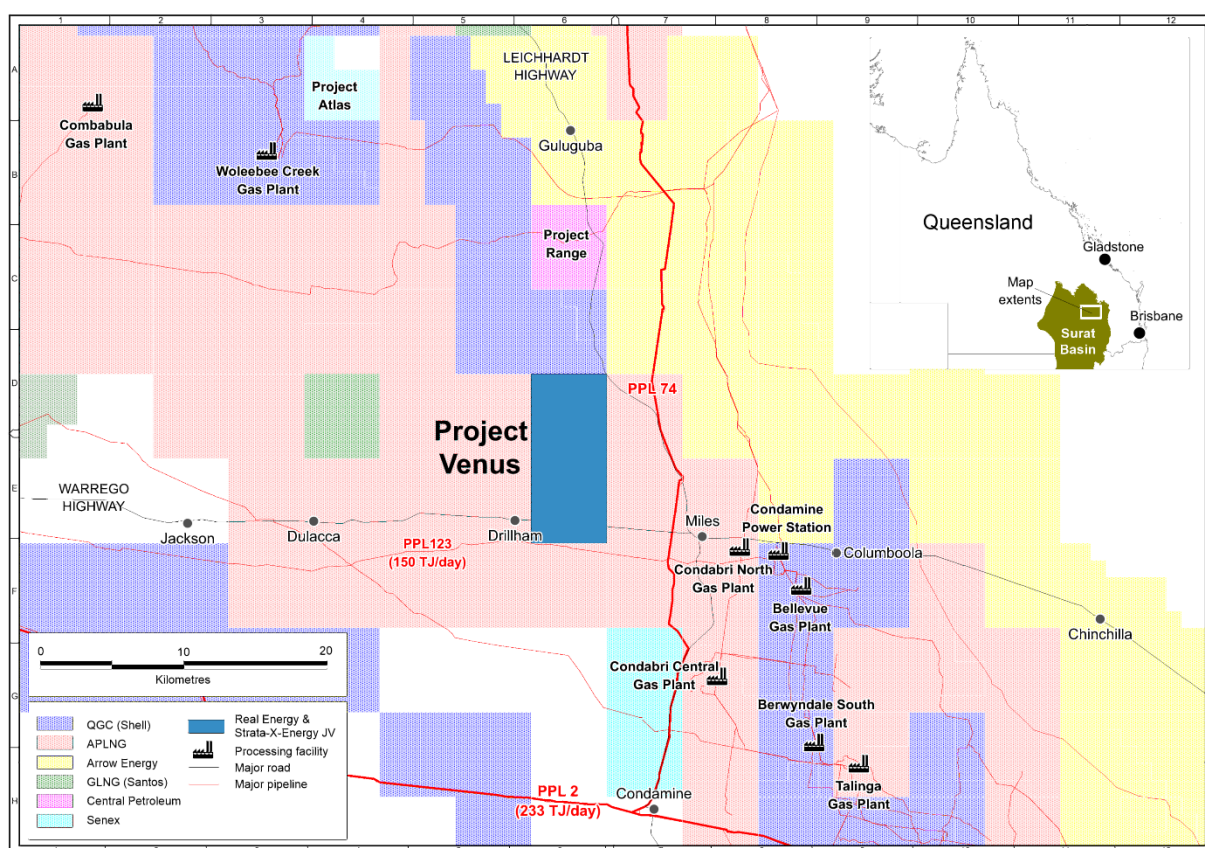 1 2 3 4 5 6 7 8 9 10 11 12
A
B
C
D
E
F
G
H
LEICHHARDT
HIGHWAY
Project
Atlas
Combabula
Gas Plant
Guluguba
Woleebee Creek
Gas Plant
Project
Range
Queensland
Gladstone
Map
extents
Brisbane
Surat
Basin
PPL 74
Project
Venus
WARREGO
HIGHWAY
Jackson
Dulacca
Drillham
Miles
Condamine
Power Station
Columboola
PPL123
(150 TJ/day)
Condabri North
Gas Plant
Bellevue
Gas Plant
Chinchilla
Condabri Central
Gas Plant
Berwyndale South
Gas Plant
Talinga
Gas Plant
PPL 2
(233 TJ/day)
Condamine
0 10 20
Kilometres
QGC (Shell)
APLNG
Arrow Energy
GLNG (Santos)
Central Petroleum
Senex
Real Energy &
Strata-X-Energy JV
Processing facility
Major road
Major pipeline